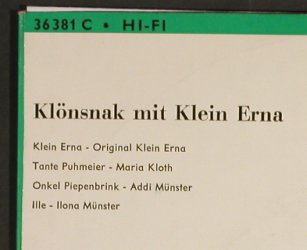 36381 C • HI-FI
Klönsnak mit Klein Erna
Klein Erna - Original Klein Erna
Tante Puhmeier - Maria Kloth
Onkel Piepenbrink - Addi Münster
Ille - Ilona Münster